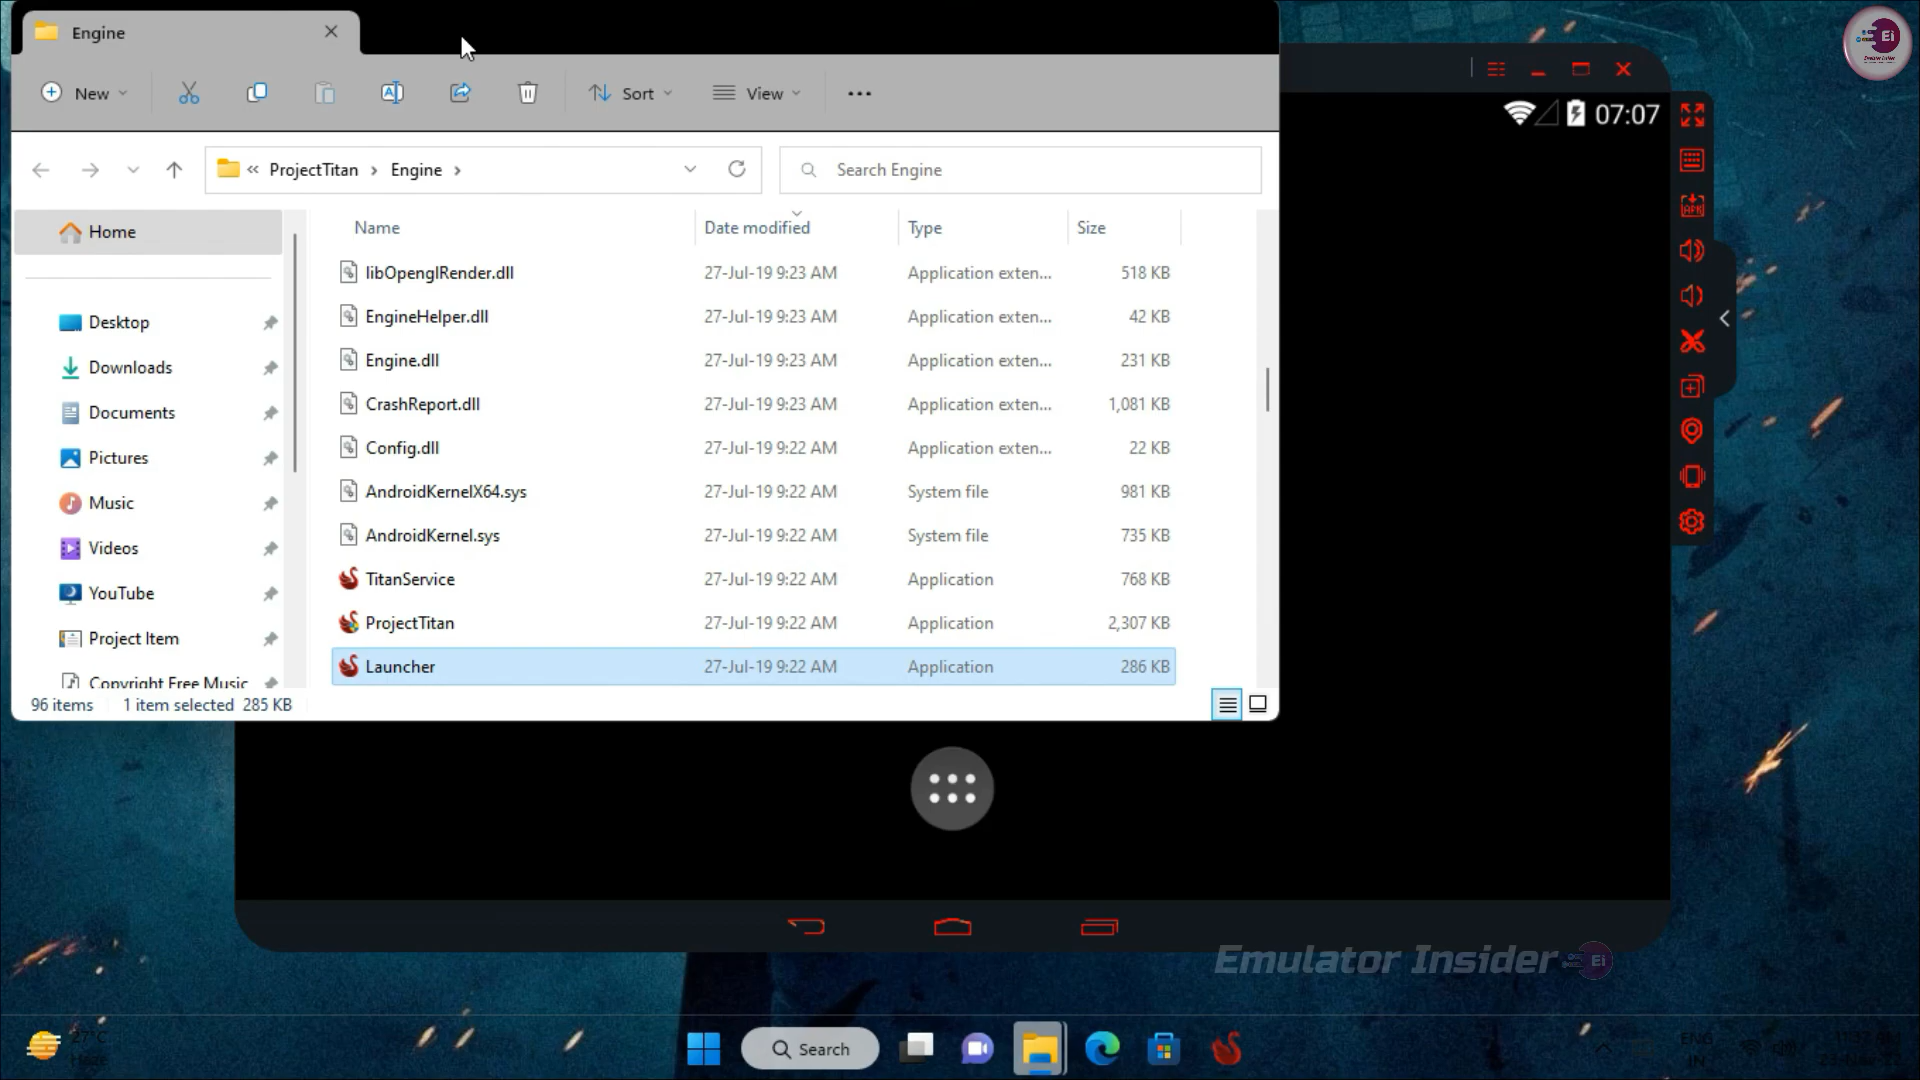 Engine
New
Sort
View
ProjectTitan
Engine
Search Engine
Name
Date modified
Type
Size
Home
Desktop
Downloads
Documents
Pictures
Music
Videos
YouTube
Project Item
Copyright Free Music
libOpenglRender.dll 27-Jul-19 9:23 AM Application exten... 518 KB
EngineHelper.dll 27-Jul-19 9:23 AM Application exten... 42 KB
Engine.dll 27-Jul-19 9:23 AM Application exten... 231 KB
CrashReport.dll 27-Jul-19 9:23 AM Application exten... 1,081 KB
Config.dll 27-Jul-19 9:22 AM Application exten... 22 KB
AndroidKernelX64.sys 27-Jul-19 9:22 AM System file 981 KB
AndroidKernel.sys 27-Jul-19 9:22 AM System file 735 KB
TitanService 27-Jul-19 9:22 AM Application 768 KB
ProjectTitan 27-Jul-19 9:22 AM Application 2,307 KB
Launcher 27-Jul-19 9:22 AM Application 286 KB
96 items 1 item selected 285 KB
07:07
APK
Ei
Emulator Insider
Ei
27°C
Search
ENG
IN